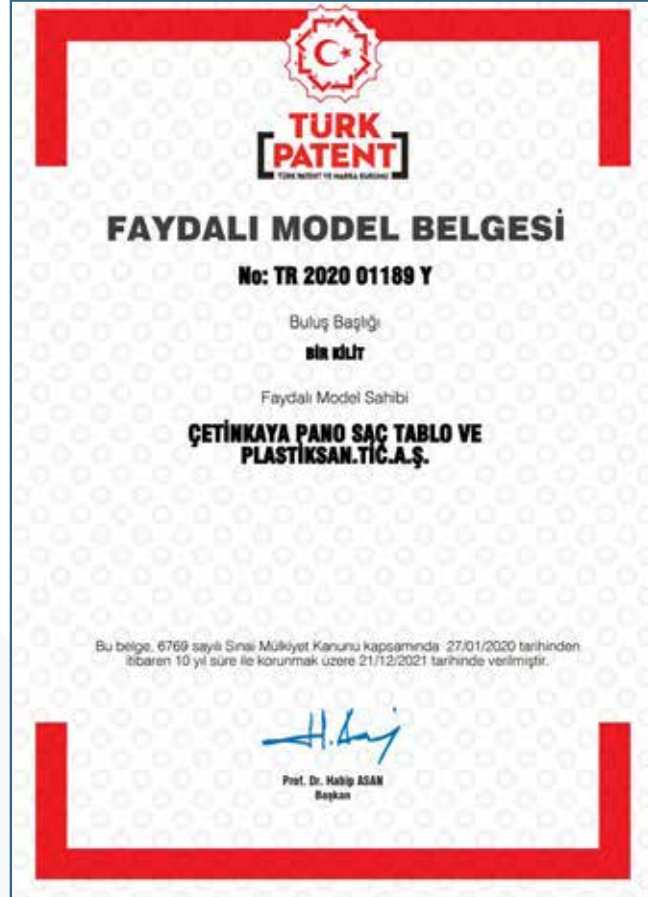 TÜRK
PATENT
TÜRK PATENT VE MARKA KURUMU
FAYDALI MODEL BELGESİ
No: TR 2020 01189 Y
Buluş Başlığı
BİR KİLİT
Faydalı Model Sahibi
ÇETİNKAYA PANO SAÇ TABLO VE
PLASTİKSAN.TİC.A.Ş.
Bu belge, 6769 sayılı Sınai Mülkiyet Kanunu kapsamında 27/01/2020 tarihinden
itibaren 10 yıl süre ile korunmak üzere 21/12/2021 tarihinde verilmiştir.
Prof. Dr. Habip ASAN
Başkan